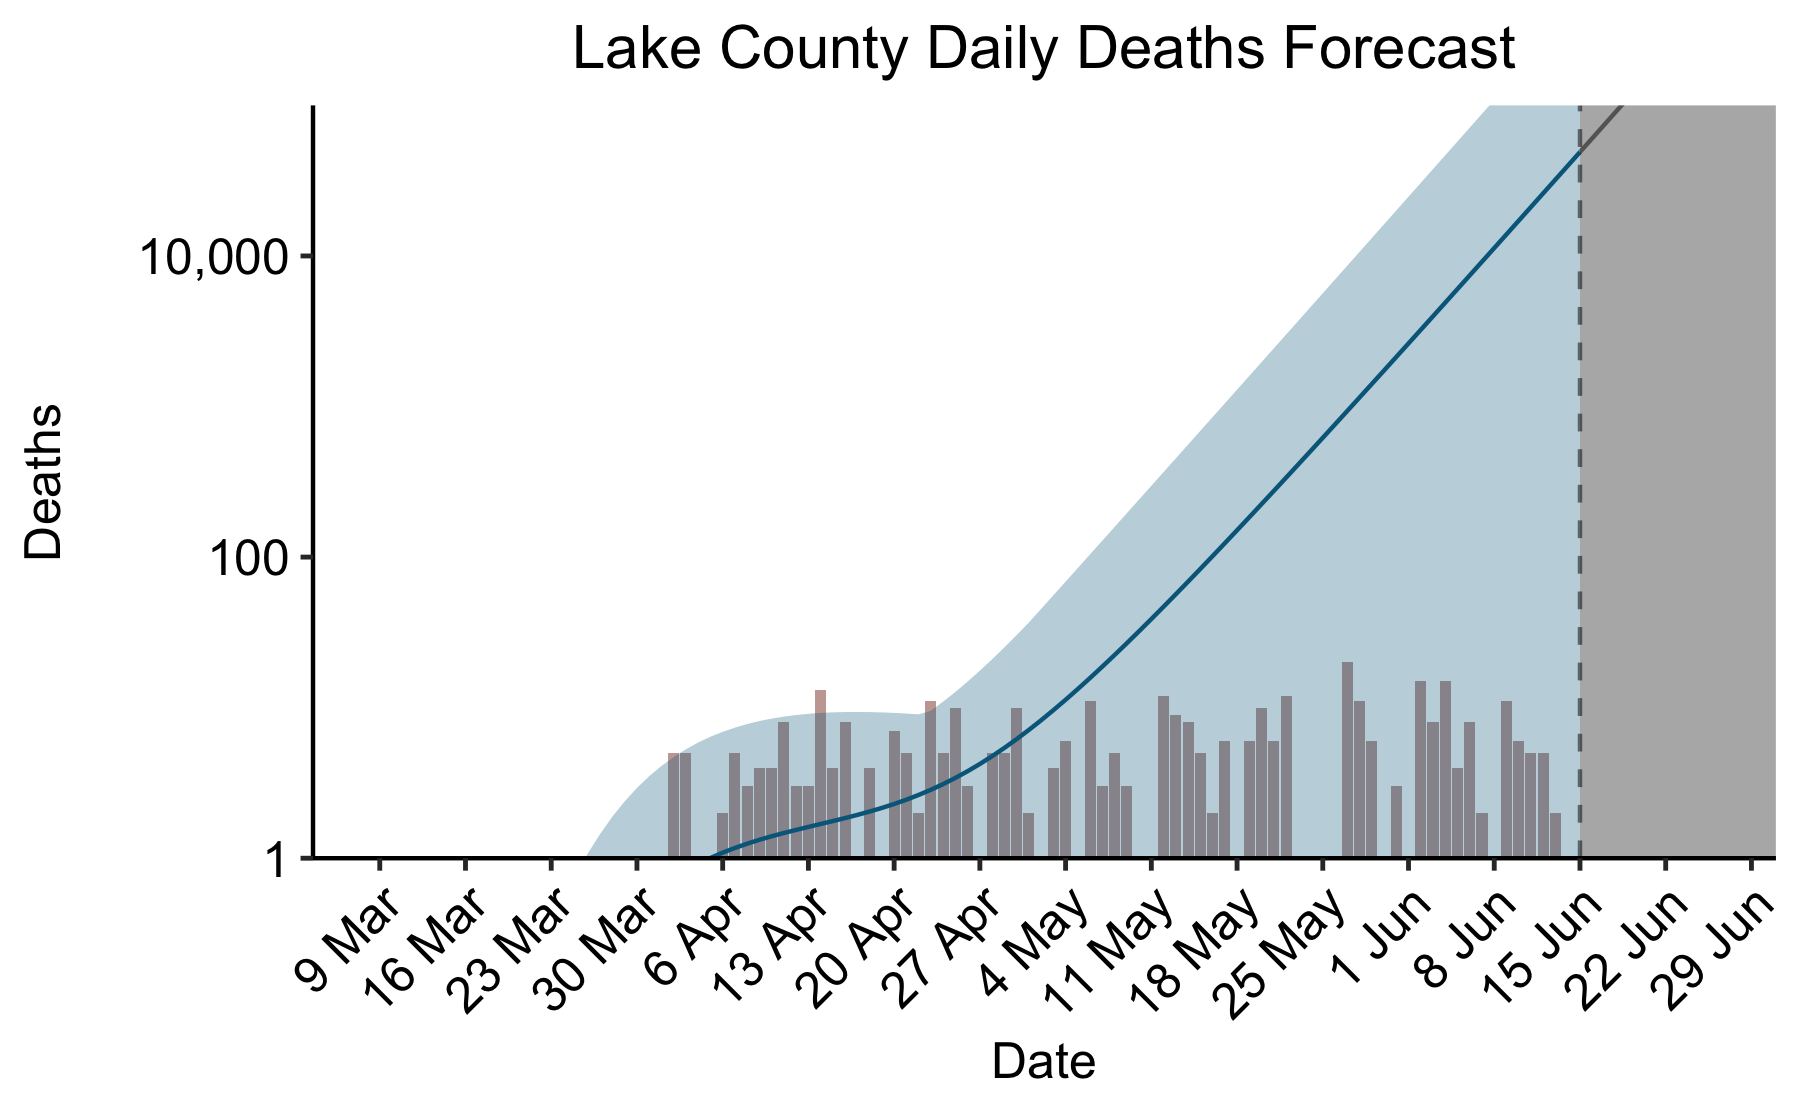 Lake County Daily Deaths Forecast
10,000
100
1
Deaths
9 Mar
16 Mar
23 Mar
30 Mar
6 Apr
13 Apr
20 Apr
27 Apr
4 May
11 May
18 May
25 May
1 Jun
8 Jun
15 Jun
22 Jun
29 Jun
Date